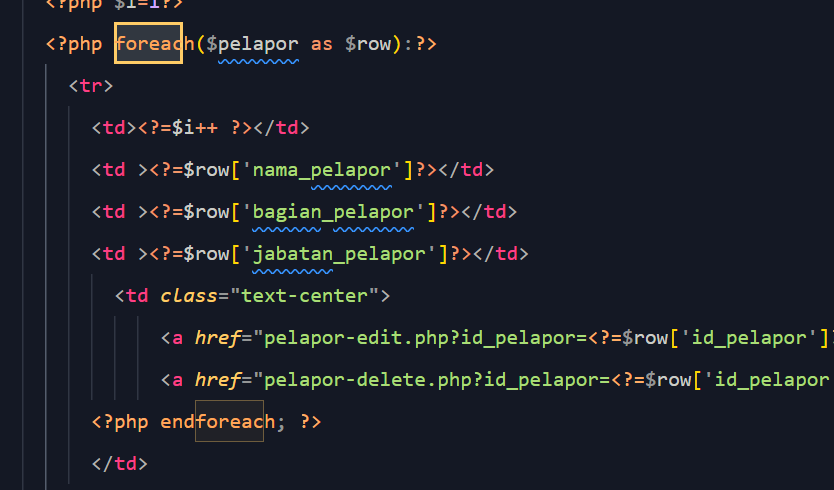 <?php $i=1?>
<?php foreach($pelapor as $row):?>
<tr>
<td><?=$i++ ?></td>
<td ><?=$row['nama_pelapor']?></td>
<td ><?=$row['bagian_pelapor']?></td>
<td ><?=$row['jabatan_pelapor']?></td>
<td class="text-center">
<a href="pelapor-edit.php?id_pelapor=<?=$row['id_pelapor']?
<a href="pelapor-delete.php?id_pelapor=<?=$row['id_pelapor
<?php endforeach; ?>
</td>